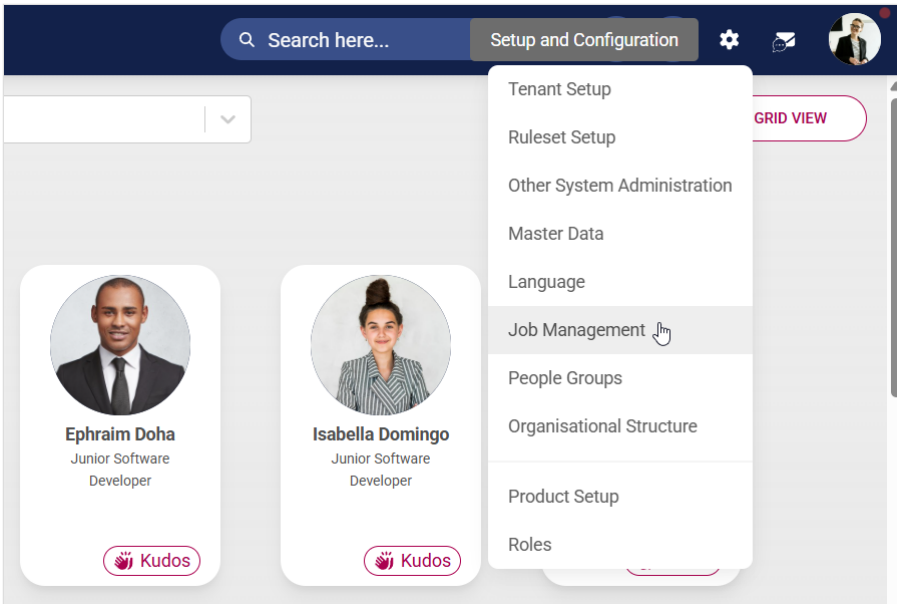 Search here...
Setup and Configuration
Tenant Setup
GRID VIEW
Ruleset Setup
Other System Administration
Master Data
Language
Job Management
People Groups
Organisational Structure
Product Setup
Roles
Ephraim Doha
Junior Software
Developer
Kudos
Isabella Domingo
Junior Software
Developer
Kudos